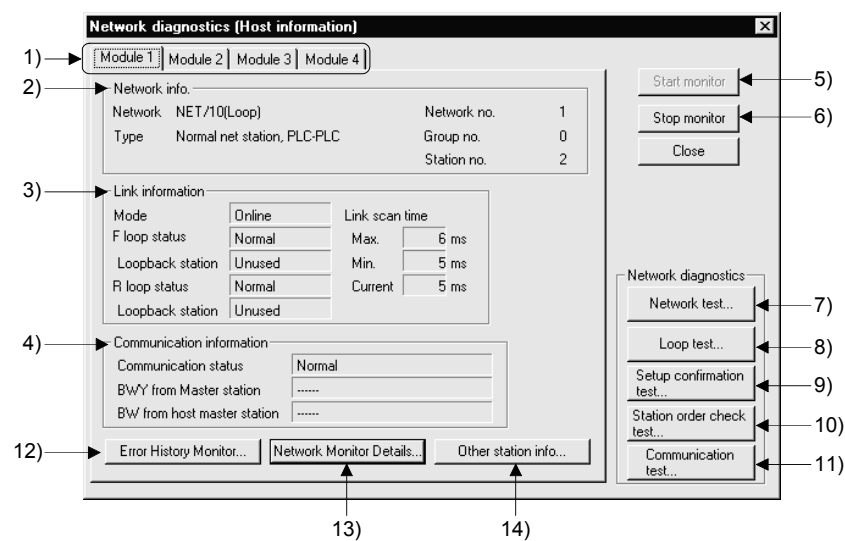 Network diagnostics (Host information)
1)
Module 1 Module 2 Module 3 Module 4
2)
Network info.
Network NET/10(Loop) Network no. 1
Type Normal net station, PLC-PLC Group no. 0
Station no. 2
3)
Link information
Mode Online Link scan time
F loop status Normal Max. 6 ms
Loopback station Unused Min. 5 ms
R loop status Normal Current 5 ms
Loopback station Unused
4)
Communication information
Communication status Normal
BWY from Master station ------
BW from host master station ------
12)
Error History Monitor... Network Monitor Details... Other station info...
13) 14)
Start monitor 5)
Stop monitor 6)
Close
Network diagnostics
Network test... 7)
Loop test... 8)
Setup confirmation
test... 9)
Station order check
test... 10)
Communication
test... 11)